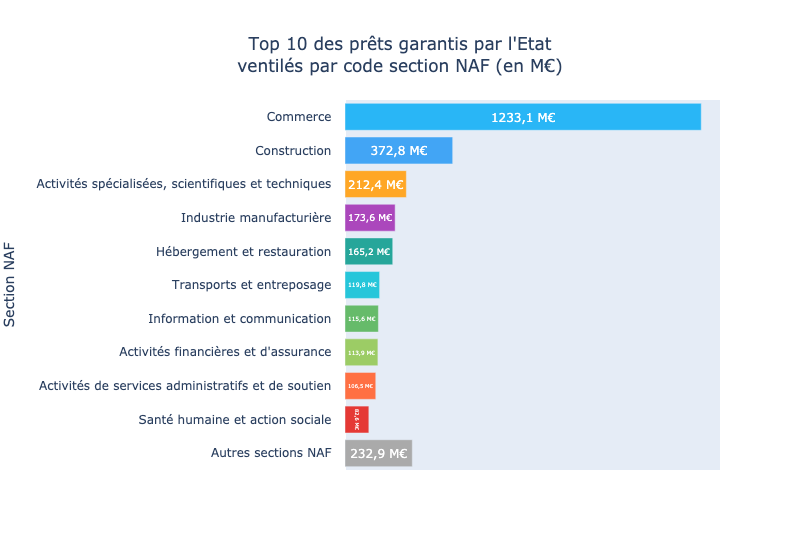 Top 10 des prêts garantis par l'Etat
ventilés par code section NAF (en M€)
Section NAF
Commerce
1233,1 M€
Construction
372,8 M€
Activités spécialisées, scientifiques et techniques
212,4 M€
Industrie manufacturière
173,6 M€
Hébergement et restauration
165,2 M€
Transports et entreposage
119,8 M€
Information et communication
115,6 M€
Activités financières et d'assurance
Activités de services administratifs et de soutien
106,5 M€
Santé humaine et action sociale
Autres sections NAF
232,9 M€